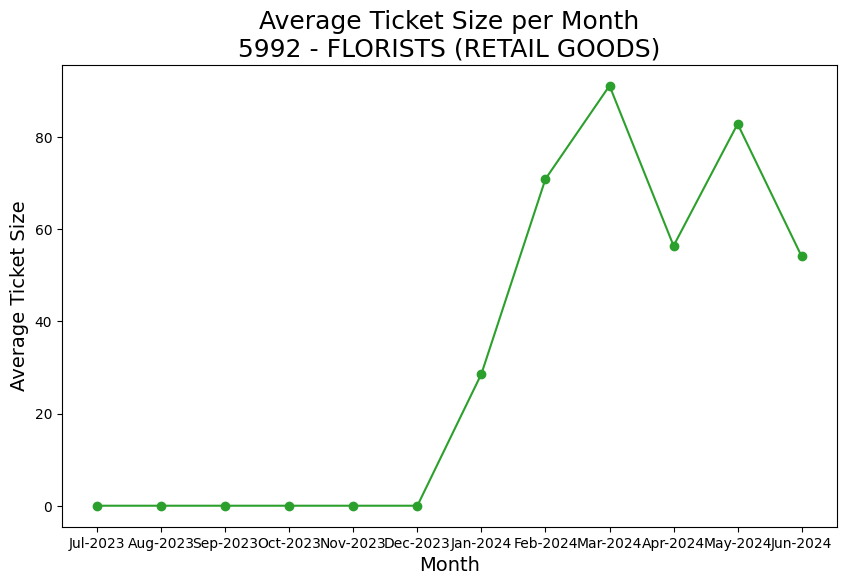 Average Ticket Size per Month
5992 - FLORISTS (RETAIL GOODS)
Average Ticket Size
80
60
40
20
0
Jul-2023 Aug-2023 Sep-2023 Oct-2023 Nov-2023 Dec-2023 Jan-2024 Feb-2024 Mar-2024 Apr-2024 May-2024 Jun-2024
Month